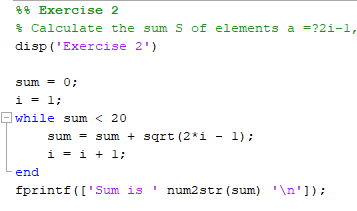 %% Exercise 2
% Calculate the sum S of elements a =?2i-1,
disp('Exercise 2')
sum = 0;
i = 1;
while sum < 20
sum = sum + sqrt(2*i - 1);
i = i + 1;
end
fprintf(['Sum is ' num2str(sum) '\n']);